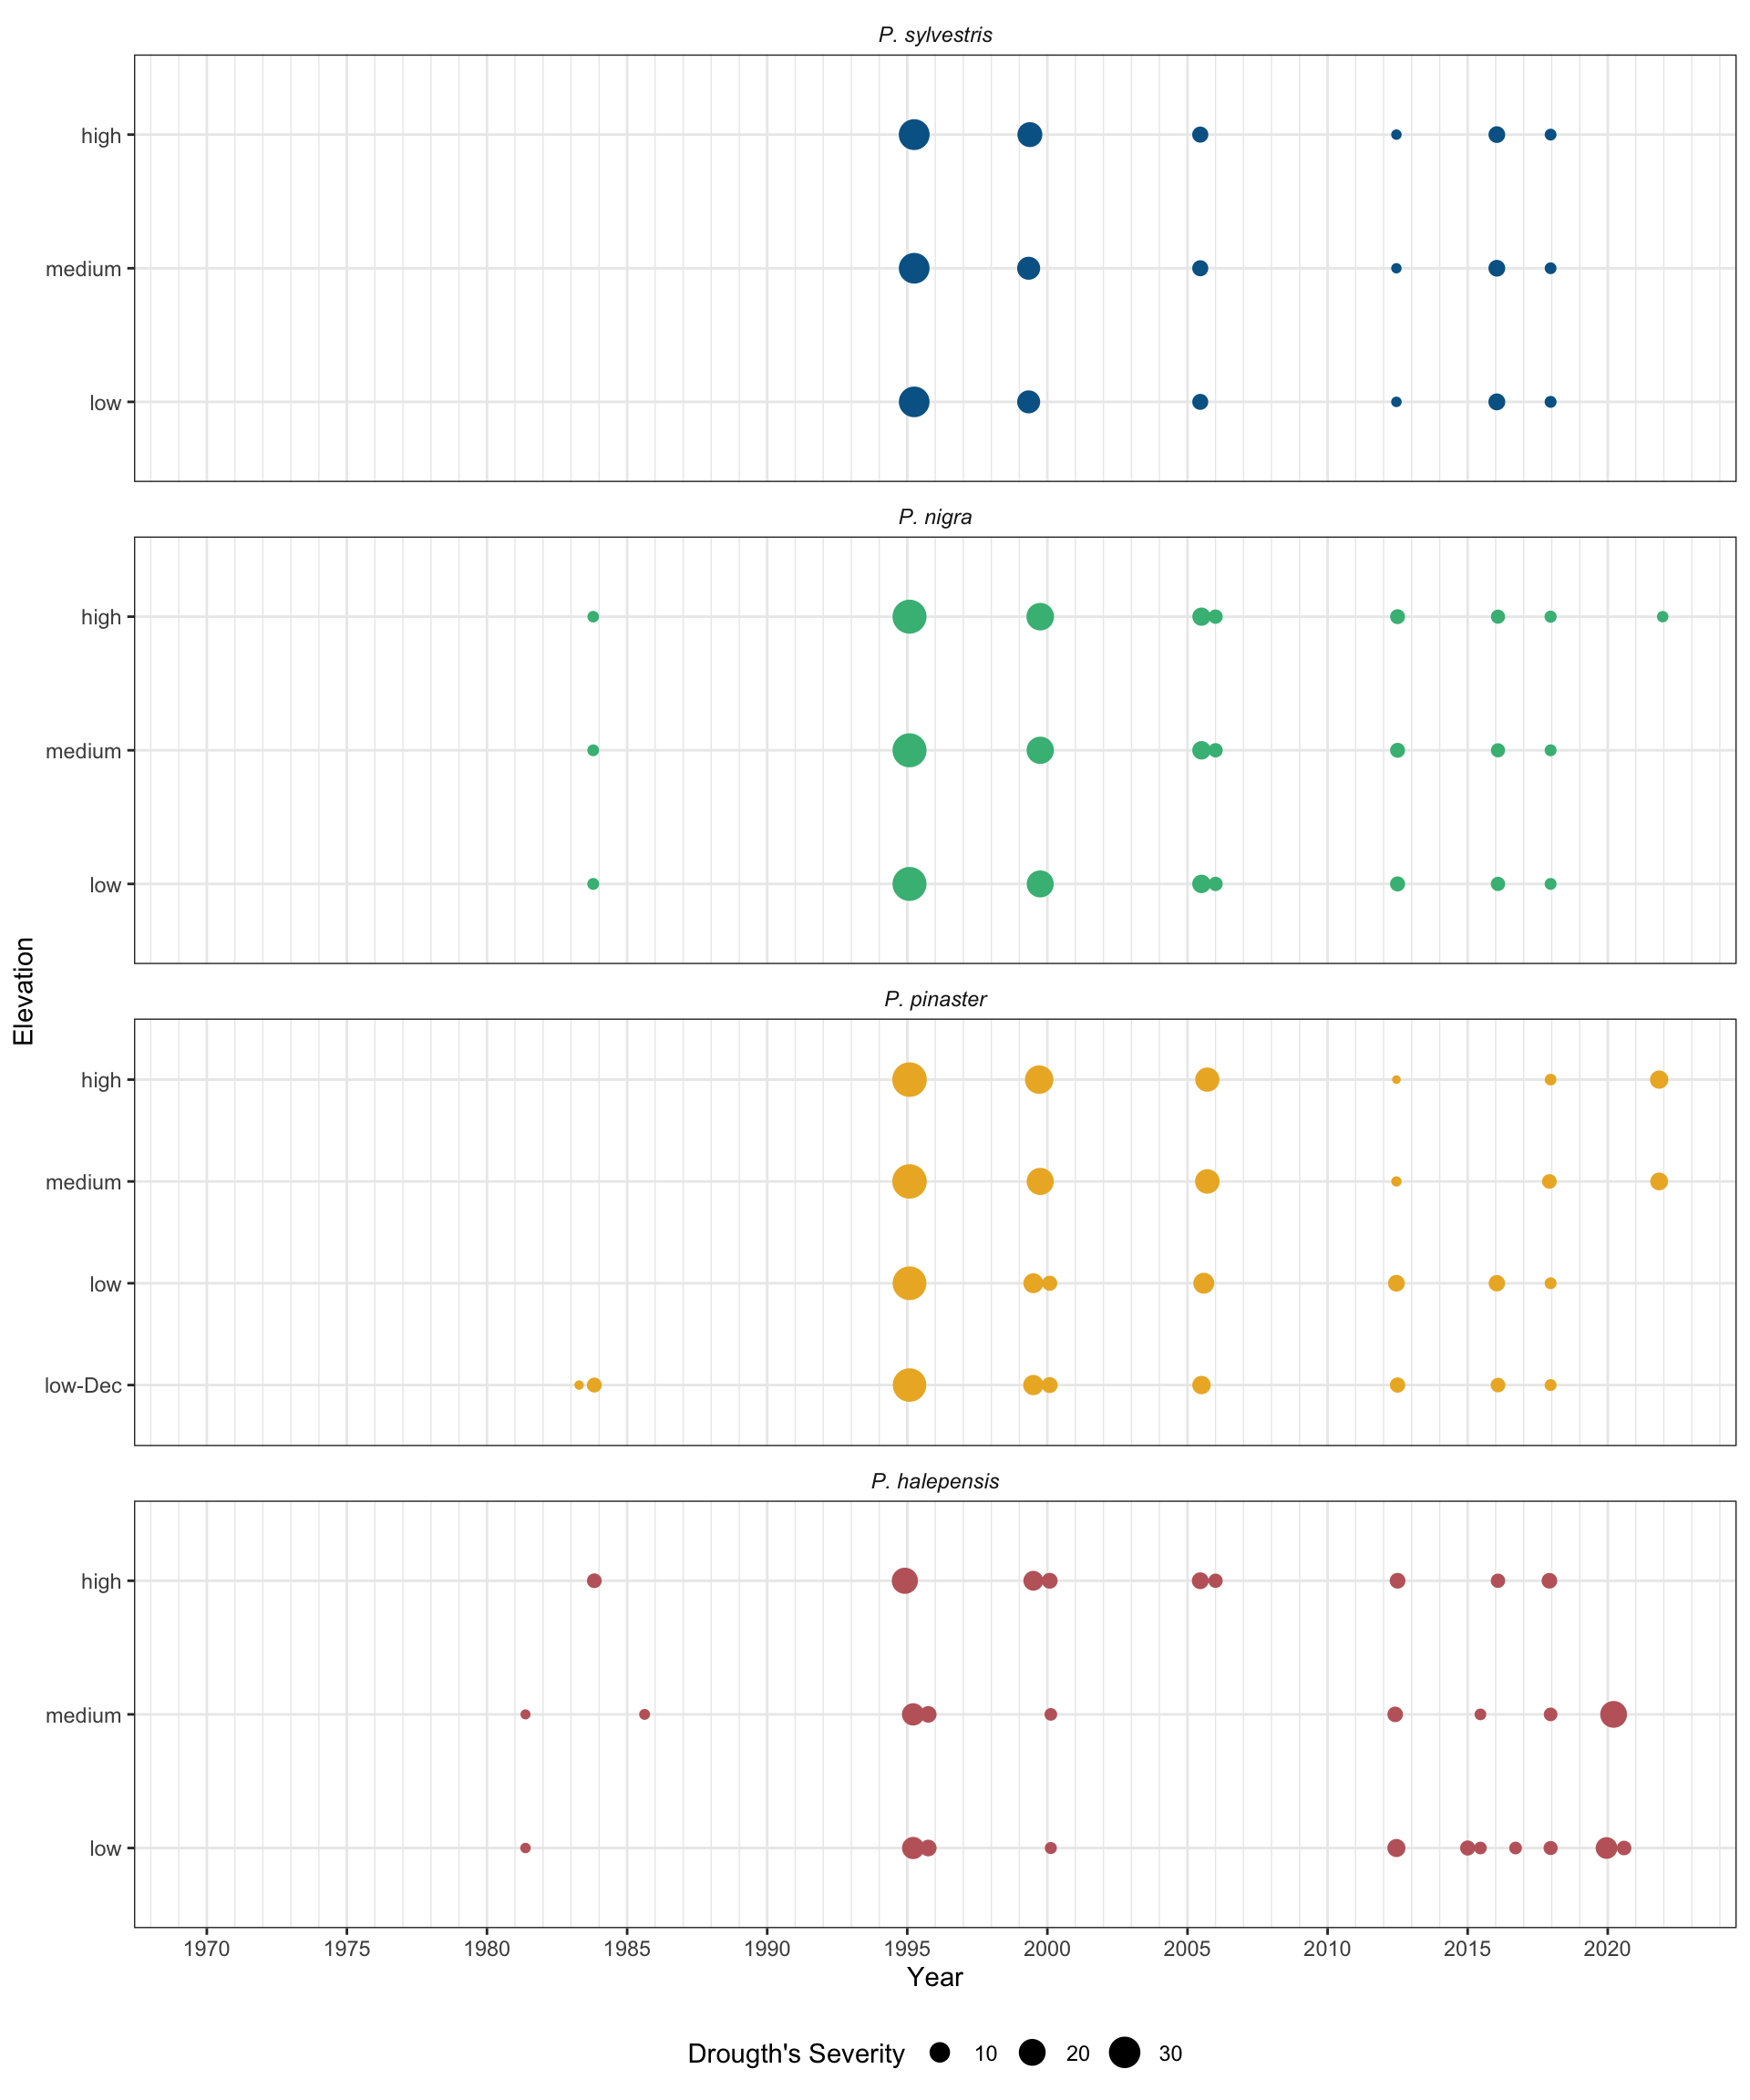 P. sylvestris
high
medium
low
P. nigra
high
medium
low
Elevation
P. pinaster
high
medium
low
low-Dec
P. halepensis
high
medium
low
1970 1975 1980 1985 1990 1995 2000 2005 2010 2015 2020
Year
Drougth's Severity 10 20 30